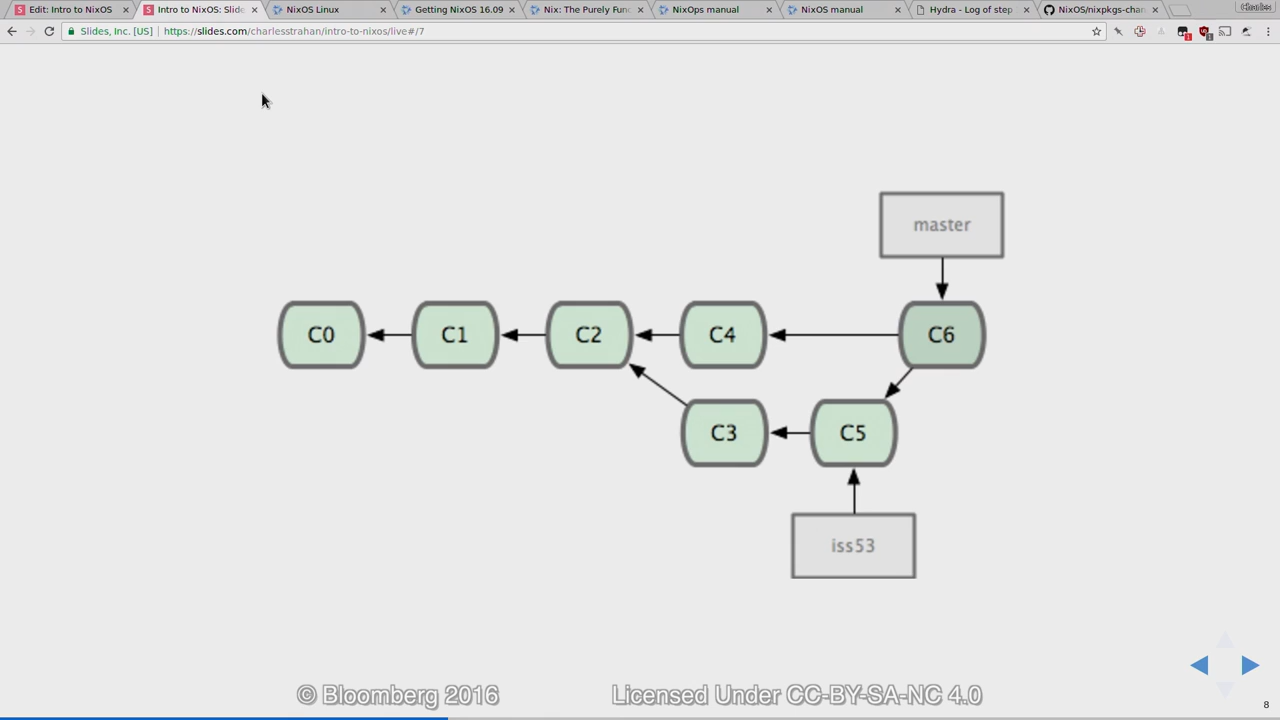 Edit: Intro to NixOS
Intro to NixOS: Slide
NixOS Linux
Getting NixOS 16.09
Nix: The Purely Func
NixOps manual
NixOS manual
Hydra - Log of step
NixOS/nixpkgs-chan
Slides, Inc. [US]
https://slides.com/charlesstrahan/intro-to-nixos/live#/7
master
C0
C1
C2
C4
C6
C3
C5
iss53
© Bloomberg 2016
Licensed Under CC-BY-SA-NC 4.0
8